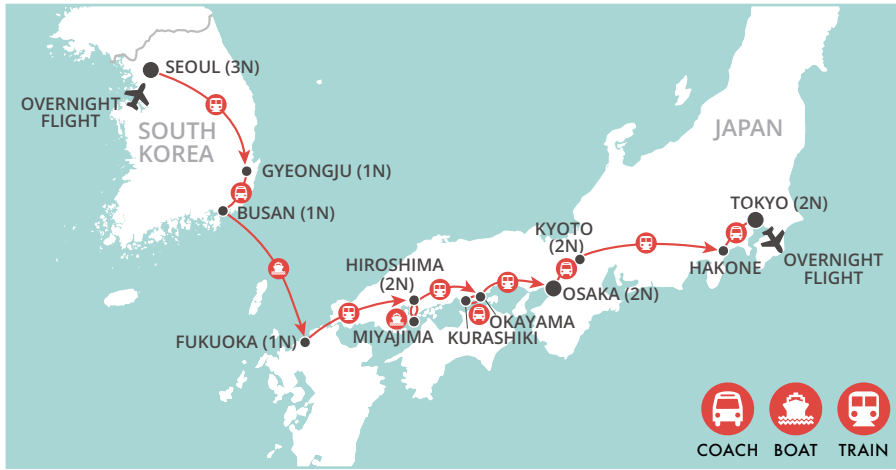 SEOUL (3N)
OVERNIGHT
FLIGHT
SOUTH
KOREA
GYEONGJU (1N)
BUSAN (1N)
FUKUOKA (1N)
HIROSHIMA
(2N)
MIYAJIMA
OKAYAMA
KURASHIKI
OSAKA (2N)
KYOTO
(2N)
JAPAN
TOKYO (2N)
HAKONE
OVERNIGHT
FLIGHT
COACH BOAT TRAIN